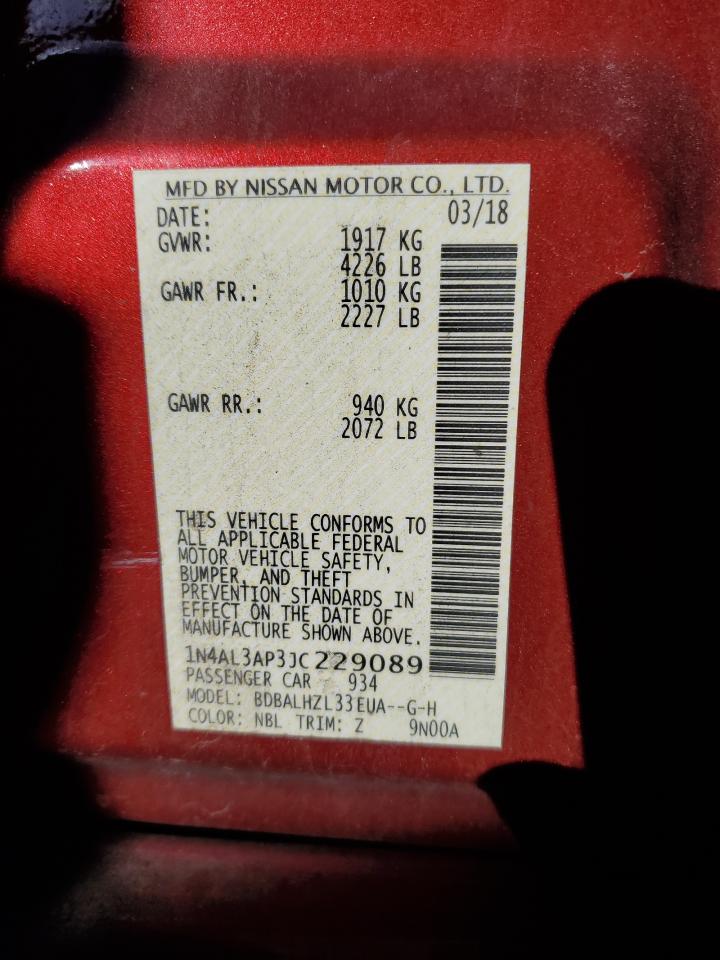 MFD BY NISSAN MOTOR CO., LTD.
DATE: 03/18
GVWR: 1917 KG
4226 LB
GAWR FR.: 1010 KG
2227 LB
GAWR RR.: 940 KG
2072 LB
THIS VEHICLE CONFORMS TO
ALL APPLICABLE FEDERAL
MOTOR VEHICLE SAFETY,
BUMPER, AND THEFT
PREVENTION STANDARDS IN
EFFECT ON THE DATE OF
MANUFACTURE SHOWN ABOVE.
1N4AL3AP3JC229089
PASSENGER CAR 934
MODEL: BDBALHZL33EUA--G-H
COLOR: NBL TRIM: Z 9N00A